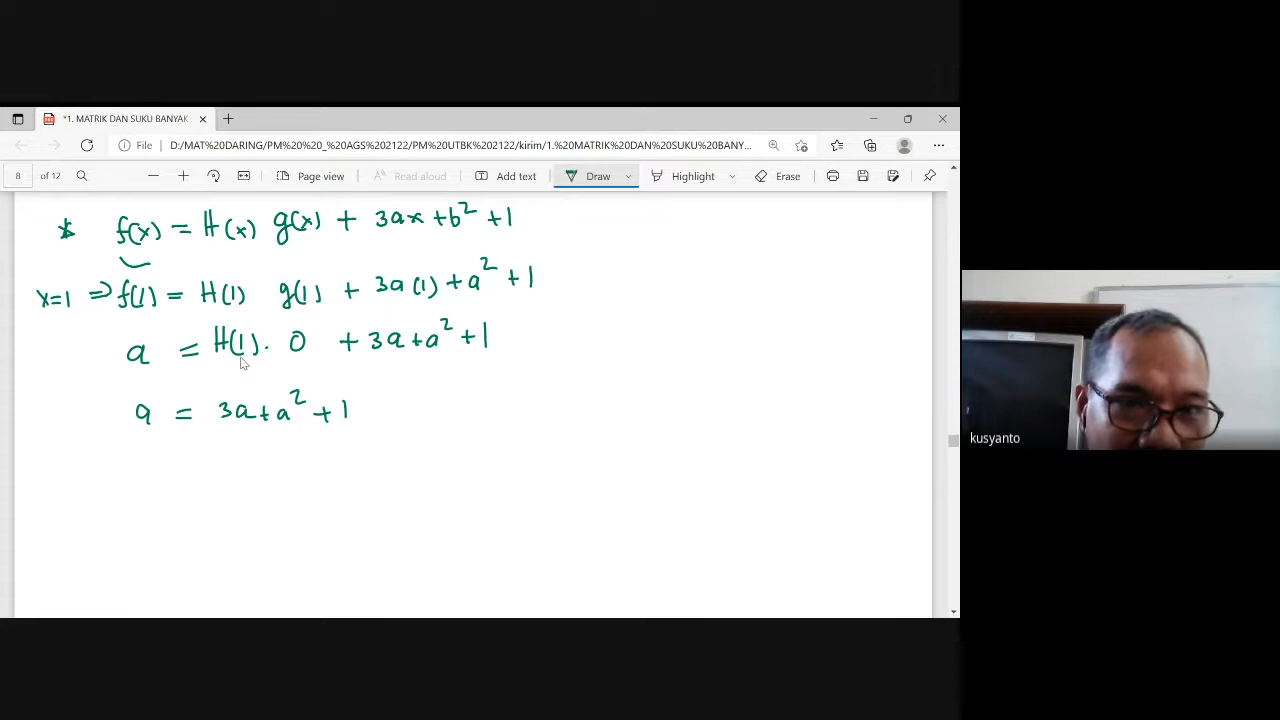 *1. MATRIK DAN SUKU BANYAK
File D:/MAT%20DARING/PM%20%20_%20AGS%202122/PM%20UTBK%202122/kirim/1.%20MATRIK%20DAN%20SUKU%20BANY...
8 of 12 Page view Read aloud Add text Draw Highlight Erase
* f(x) = H(x) g(x) + 3ax + b² + 1
x=1 ⇒ f(1) = H(1) g(1) + 3a(1) + a² + 1
a = H(1). 0 + 3a + a² + 1
a = 3a + a² + 1
kusyanto